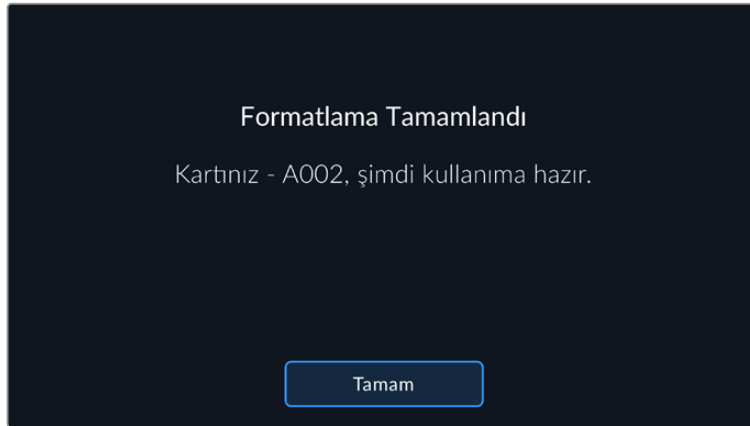 Formatlama Tamamlandı
Kartınız - A002, şimdi kullanıma hazır.
Tamam